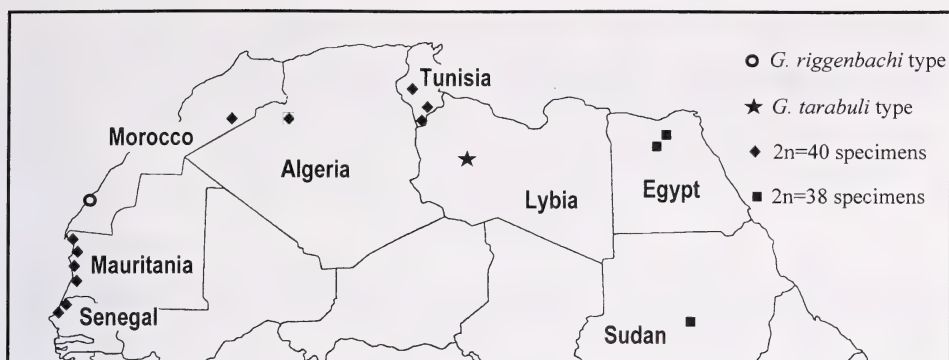 Tunisia
Morocco
Algeria
Lybia
Egypt
Mauritania
Senegal
Sudan
G. riggenbachi type
G. tarabuli type
2n=40 specimens
2n=38 specimens